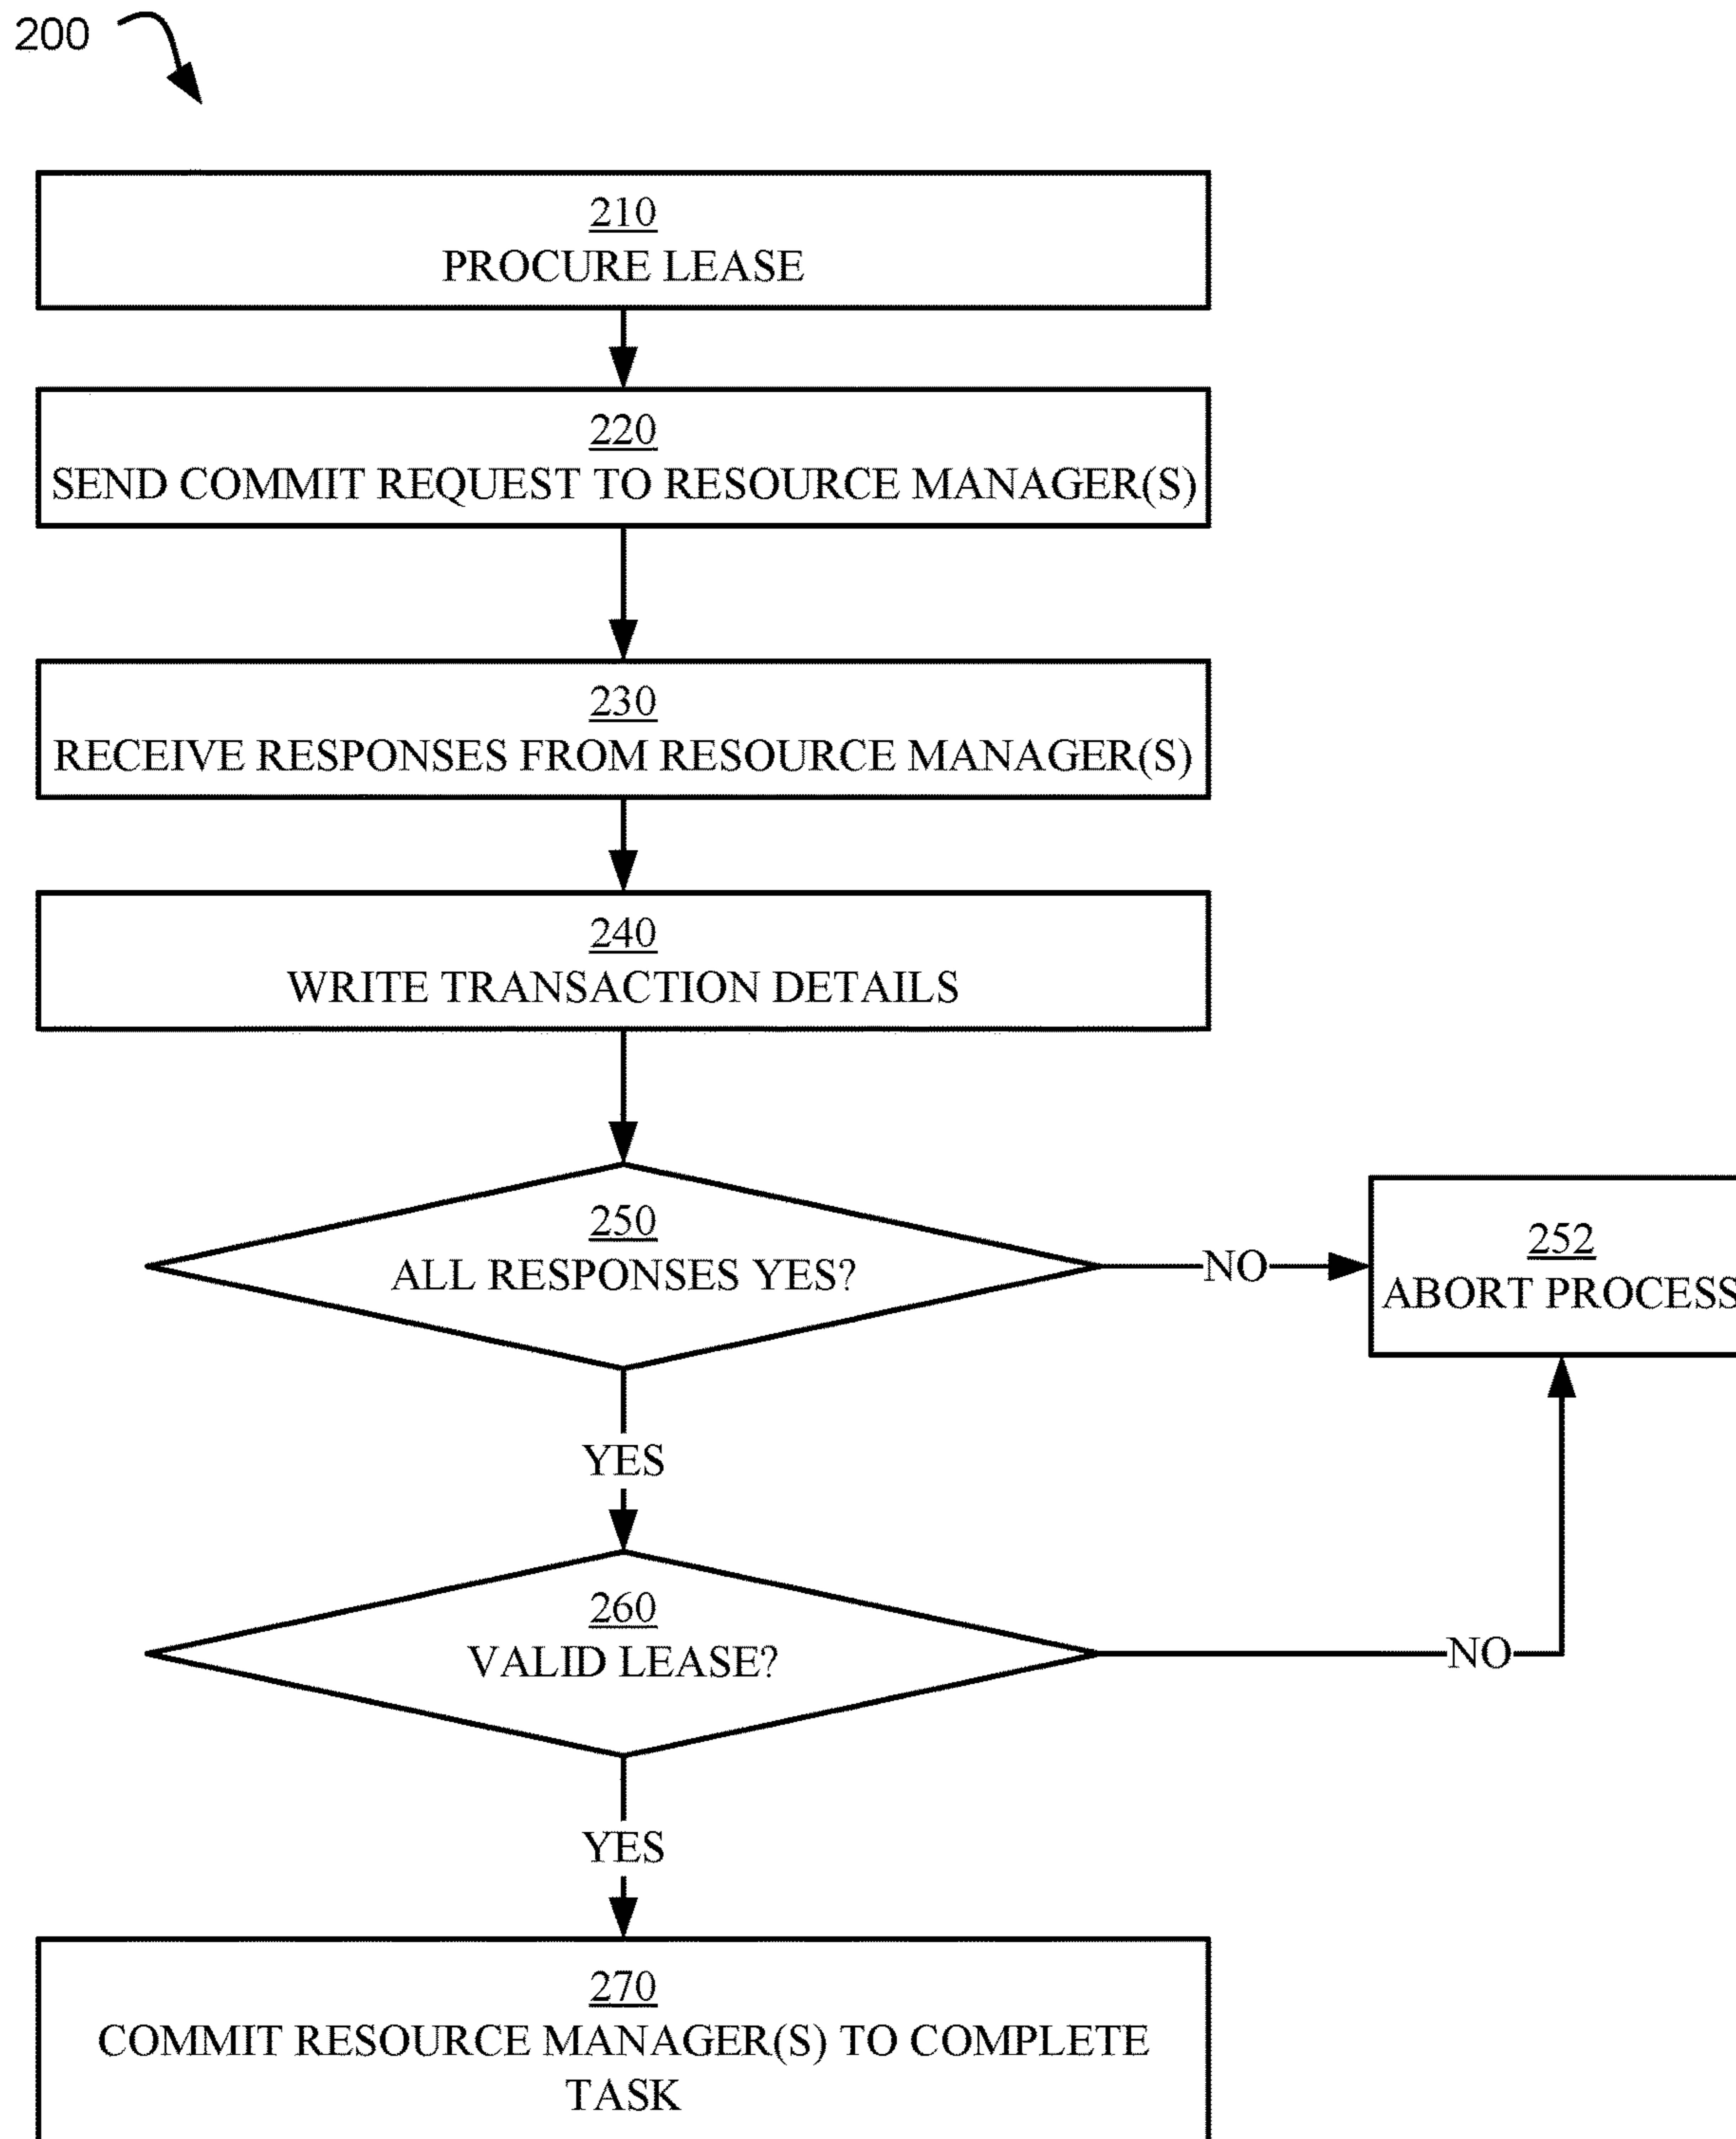 200
210
PROCURE LEASE
220
SEND COMMIT REQUEST TO RESOURCE MANAGER(S)
230
RECEIVE RESPONSES FROM RESOURCE MANAGER(S)
240
WRITE TRANSACTION DETAILS
250
ALL RESPONSES YES?
NO
252
ABORT PROCESS
YES
260
VALID LEASE?
NO
YES
270
COMMIT RESOURCE MANAGER(S) TO COMPLETE
TASK